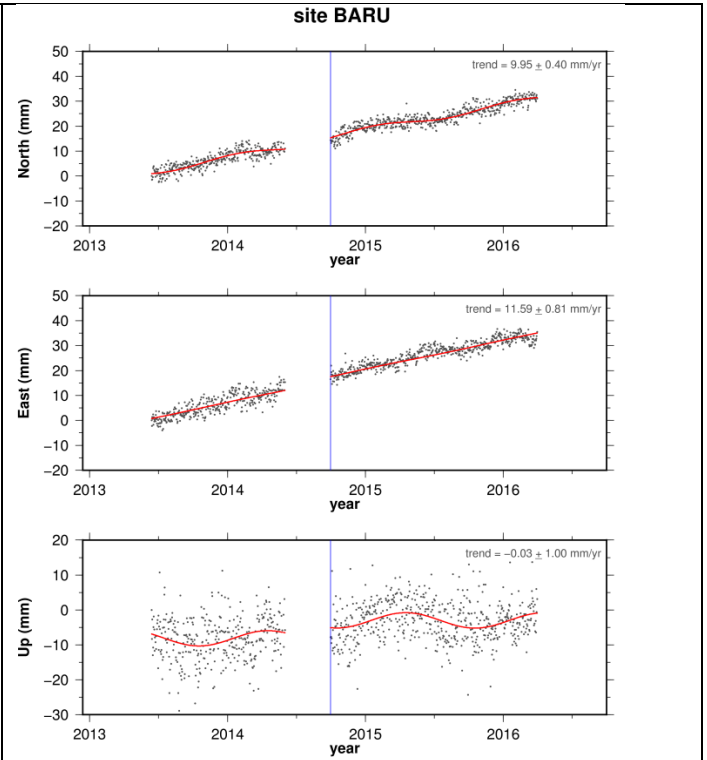 site BARU
50
40
30
20
10
0
−10
−20
North (mm)
trend = 9.95 ± 0.40 mm/yr
2013 2014 2015 2016
year
50
40
30
20
10
0
−10
−20
East (mm)
trend = 11.59 ± 0.81 mm/yr
2013 2014 2015 2016
year
20
10
0
−10
−20
−30
Up (mm)
trend = −0.03 ± 1.00 mm/yr
2013 2014 2015 2016
year